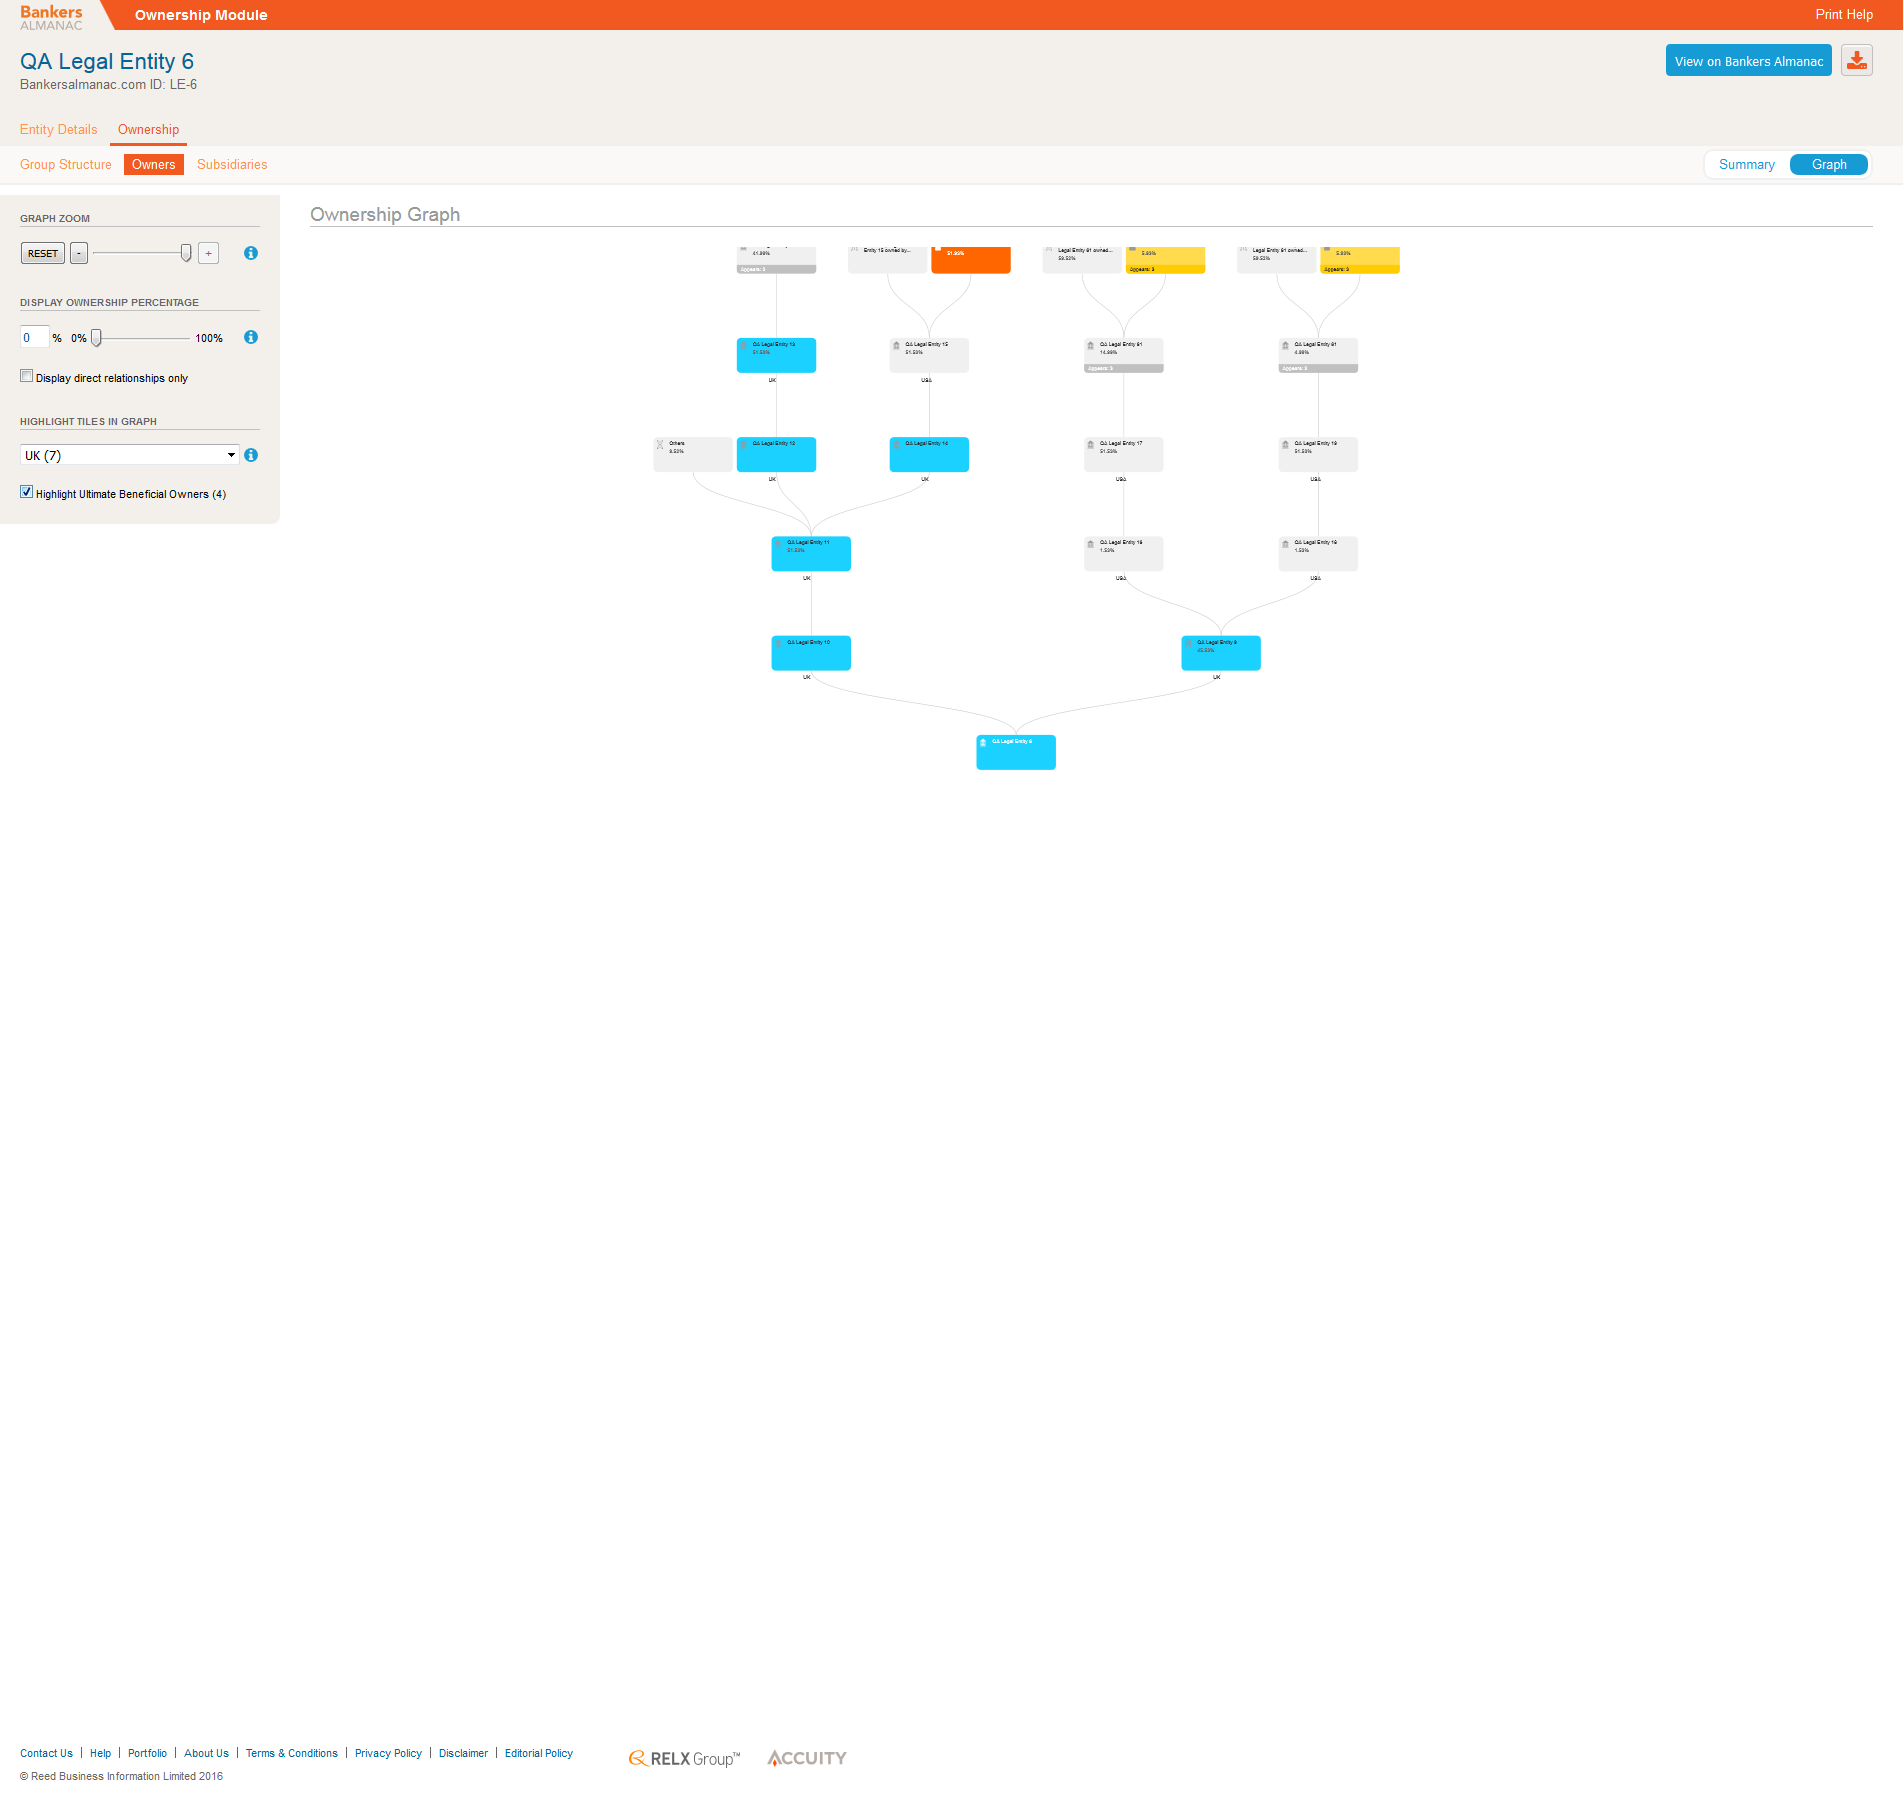 Bankers
ALMANAC
Ownership Module
Print Help
QA Legal Entity 6
Bankersalmanac.com ID: LE-6
View on Bankers Almanac
Entity Details
Ownership
Group Structure
Owners
Subsidiaries
Summary
Graph
GRAPH ZOOM
RESET
-
+
DISPLAY OWNERSHIP PERCENTAGE
0
%
0%
100%
Display direct relationships only
HIGHLIGHT TILES IN GRAPH
UK (7)
Highlight Ultimate Beneficial Owners (4)
Ownership Graph
41.89%
Appears: 3
Entity 15 owned by...
51.93%
Legal Entity 61 owned...
59.53%
5.93%
Appears: 3
Legal Entity 61 owned...
59.53%
5.93%
Appears: 3
QA Legal Entity 13
51.53%
UK
QA Legal Entity 15
51.53%
USA
QA Legal Entity 61
14.89%
Appears: 3
QA Legal Entity 61
4.89%
Appears: 3
Others
QA Legal Entity 12
UK
QA Legal Entity 14
UK
QA Legal Entity 17
51.53%
USA
QA Legal Entity 19
51.53%
USA
QA Legal Entity 11
51.53%
UK
QA Legal Entity 16
1.53%
USA
QA Legal Entity 18
1.53%
USA
QA Legal Entity 10
UK
QA Legal Entity 9
UK
QA Legal Entity 6
Contact Us | Help | Portfolio | About Us | Terms & Conditions | Privacy Policy | Disclaimer | Editorial Policy
RELX Group™
ACCUITY
© Reed Business Information Limited 2016